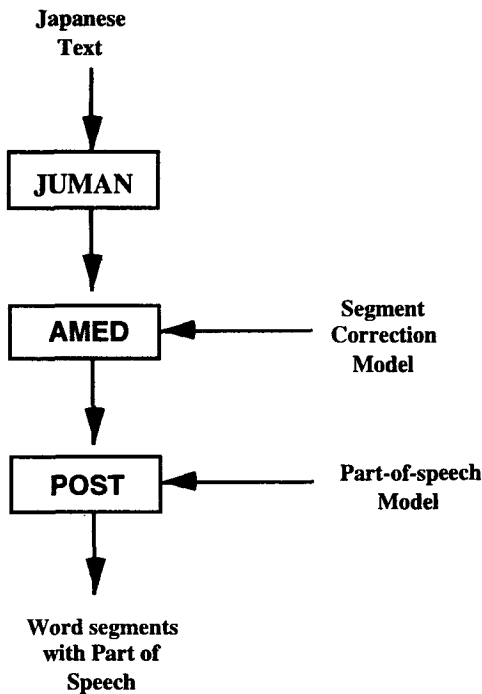 Japanese
Text
JUMAN
AMED
Segment
Correction
Model
POST
Part-of-speech
Model
Word segments
with Part of
Speech